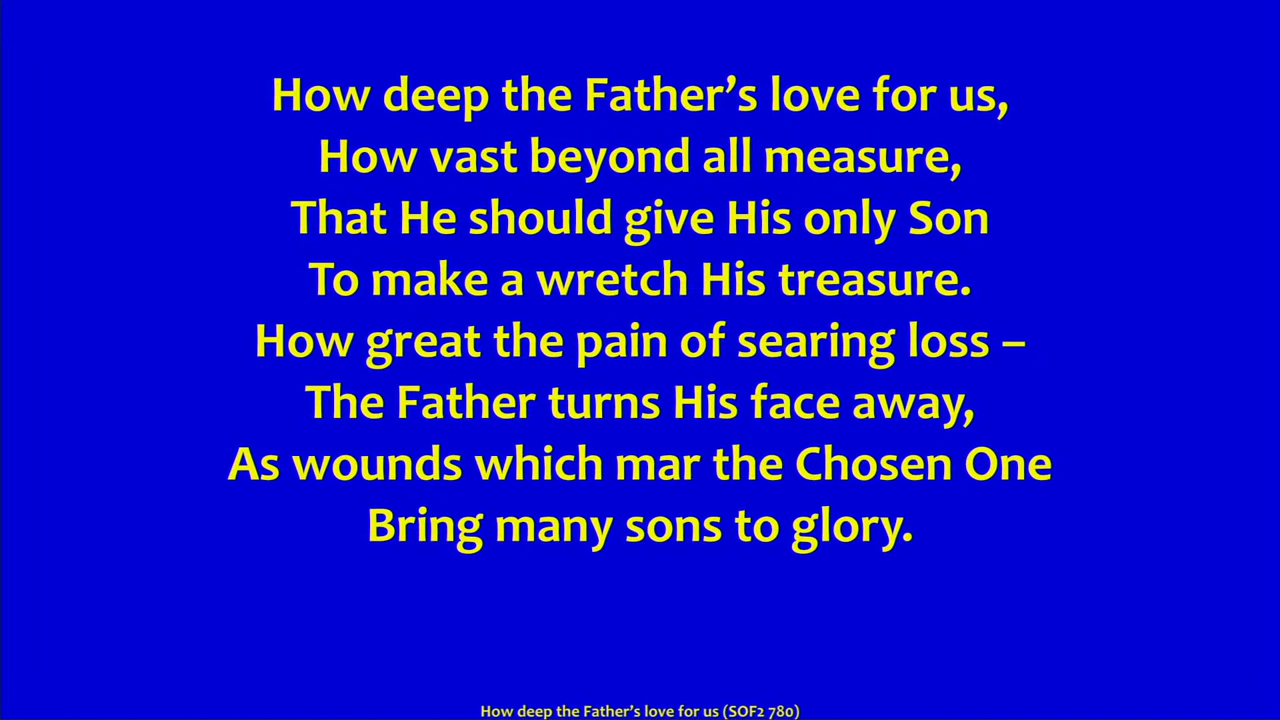 How deep the Father’s love for us,
How vast beyond all measure,
That He should give His only Son
To make a wretch His treasure.
How great the pain of searing loss –
The Father turns His face away,
As wounds which mar the Chosen One
Bring many sons to glory.
How deep the Father’s love for us (SOF2 780)